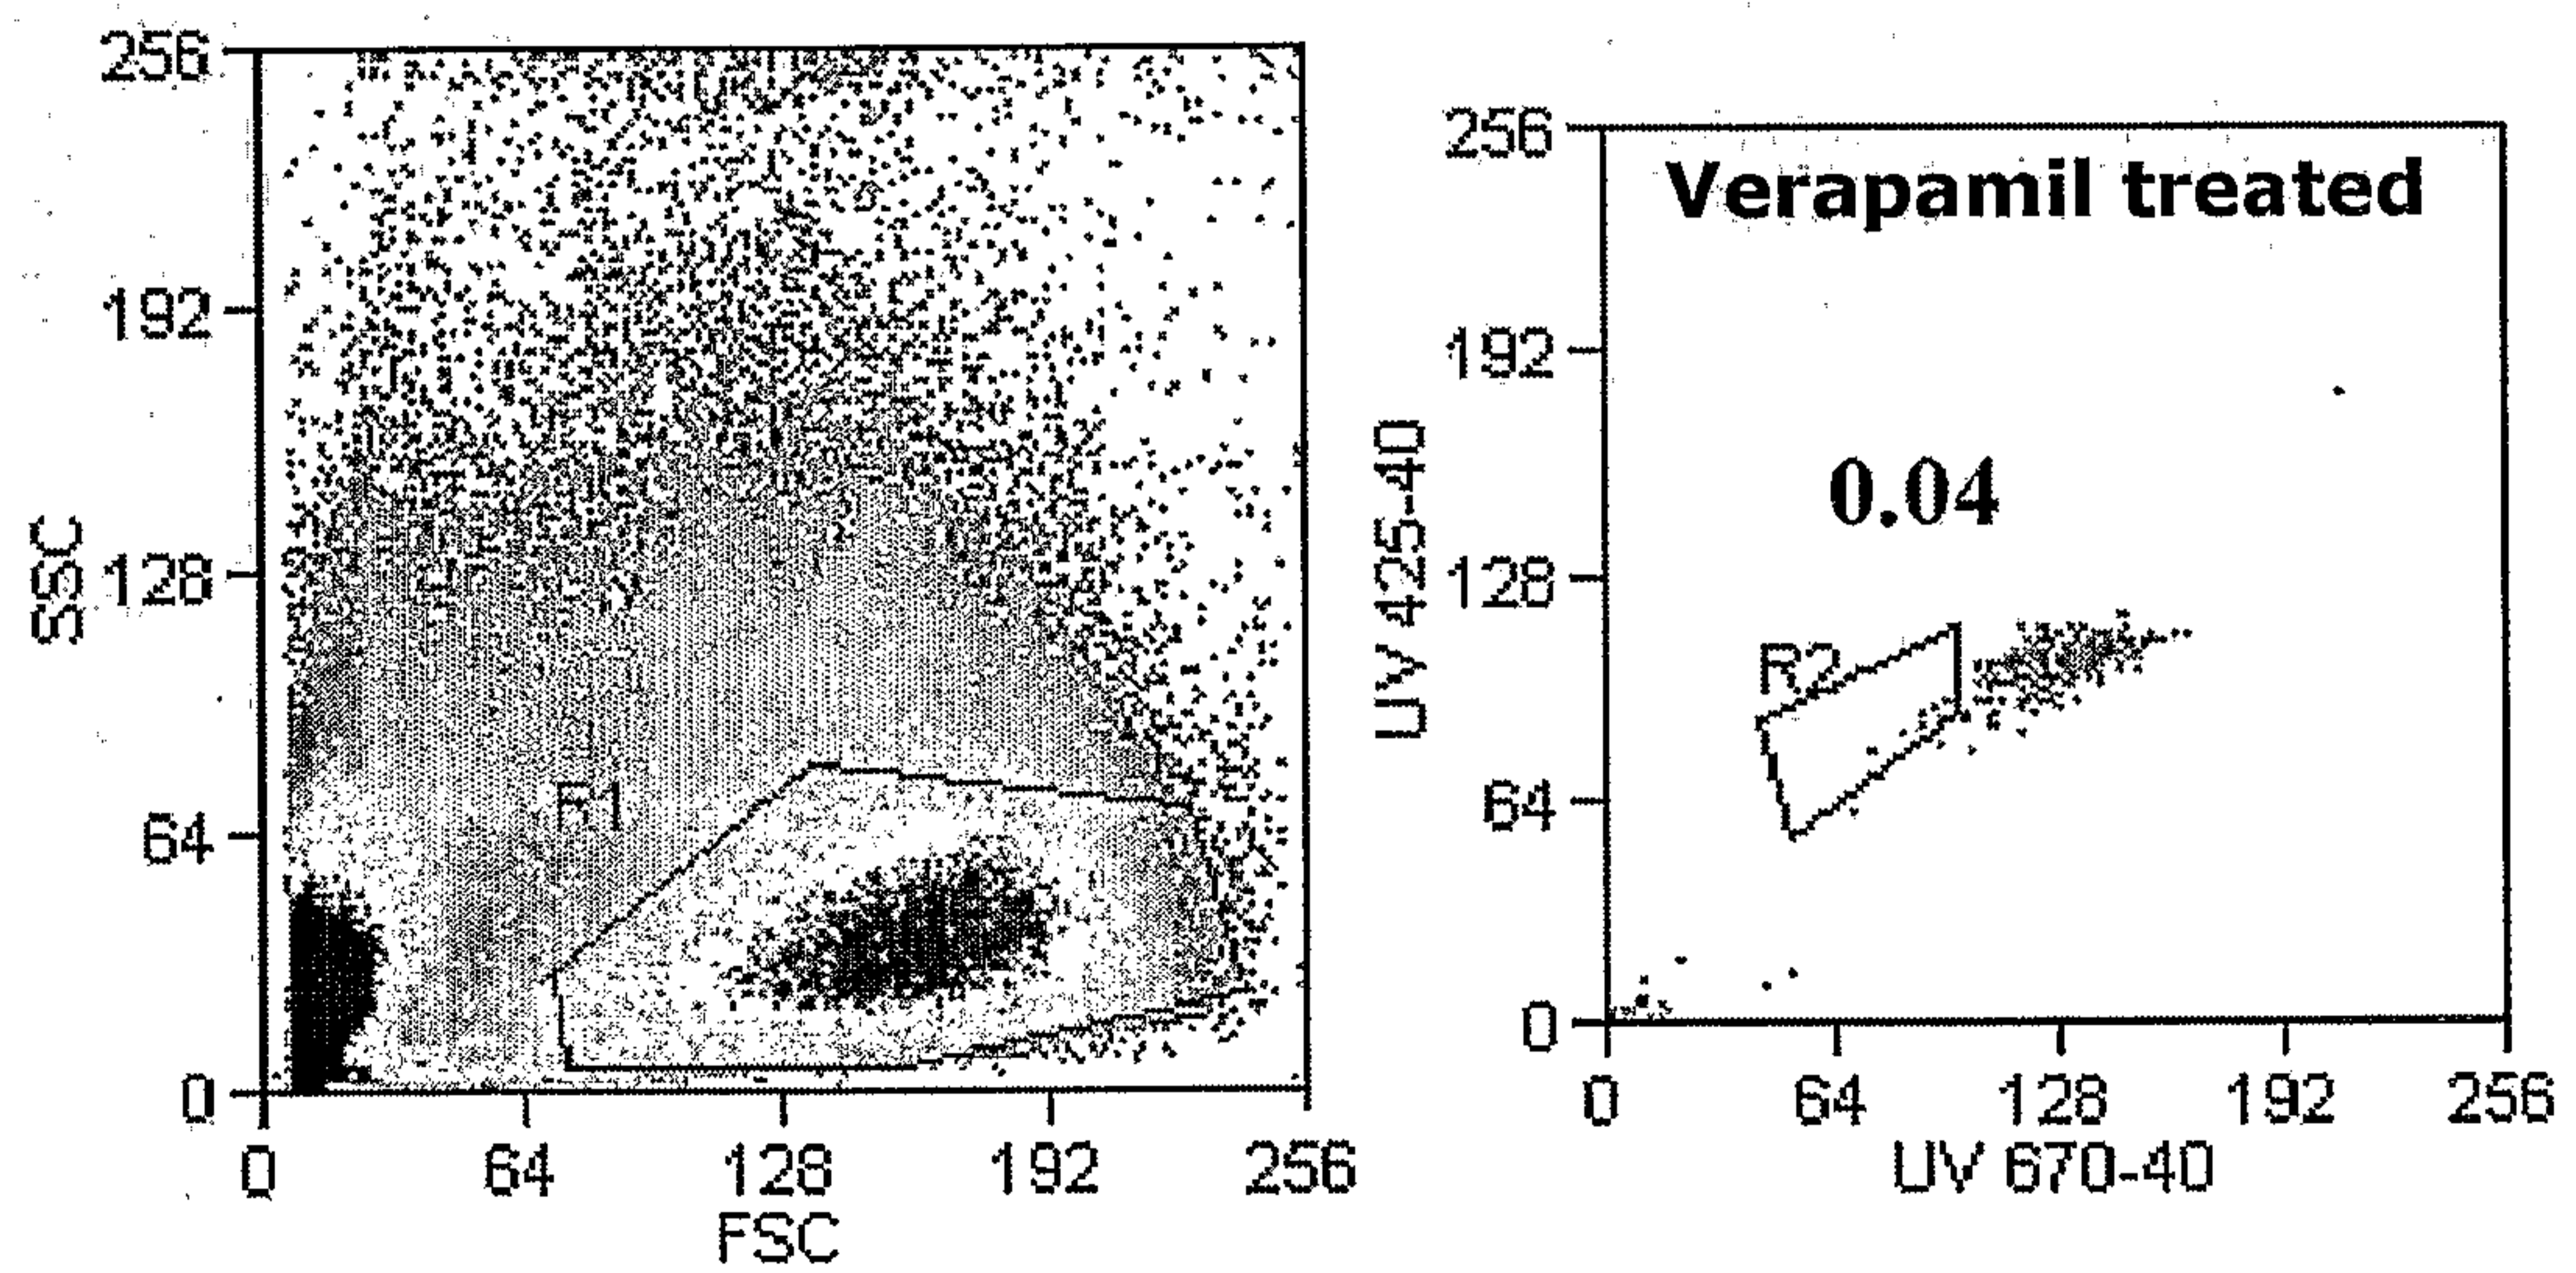 256
192
128
64
0
SSC
R1
0 64 128 192 256
FSC
Verapamil treated
256
192
128
64
0
UV 425-40
0.04
R2
0 64 128 192 256
UV 670-40